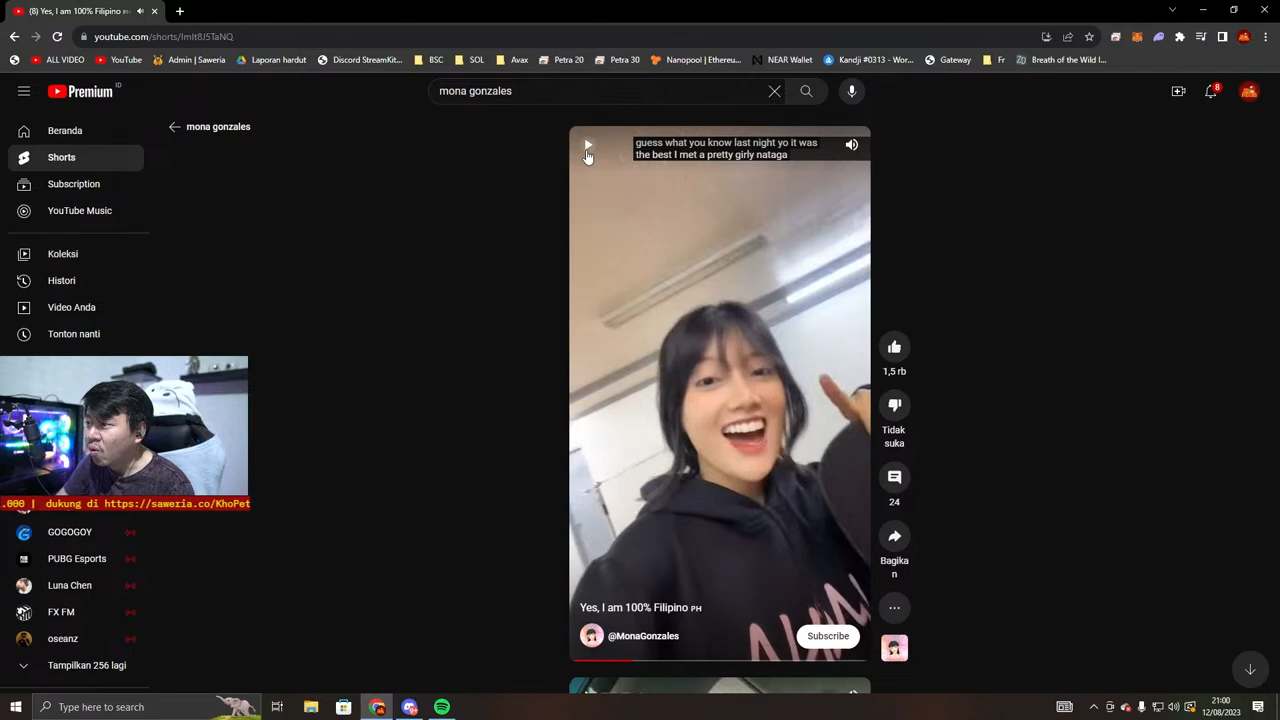 (8) Yes, I am 100% Filipino
youtube.com/shorts/lmIt8J5TaNQ
ALL VIDEO
YouTube
Admin | Saweria
Laporan hardut
Discord StreamKit...
BSC
SOL
Avax
Petra 20
Petra 30
Nanopool | Ethereu...
NEAR Wallet
Kandji #0313 - Wor...
Gateway
Fr
Breath of the Wild I...
Premium ID
mona gonzales
8
Beranda
Shorts
Subscription
YouTube Music
Koleksi
Histori
Video Anda
Tonton nanti
mona gonzales
guess what you know last night yo it was
the best I met a pretty girly nataga
1,5 rb
Tidak
suka
24
Bagika
n
.000 | dukung di https://saweria.co/KhoPet
GOGOGOY
PUBG Esports
Luna Chen
FX FM
oseanz
Tampilkan 256 lagi
Yes, I am 100% Filipino PH
@MonaGonzales
Subscribe
Type here to search
21:00
12/08/2023